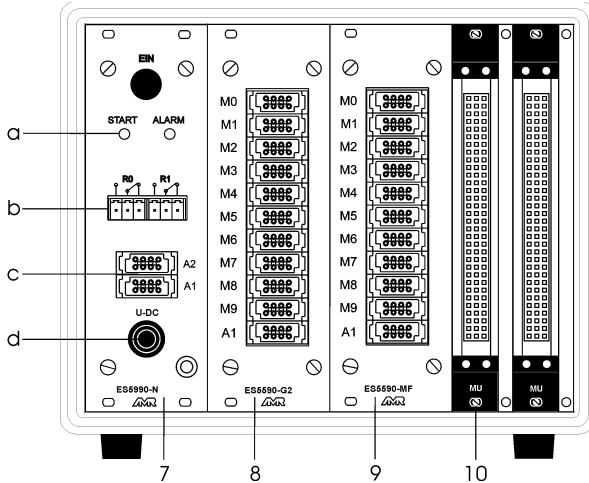 EIN
START ALARM
a
R0 R1
b
c
A2
A1
U-DC
d
ES5990-N
AMR
M0
M1
M2
M3
M4
M5
M6
M7
M8
M9
A1
ES5590-G2
AMR
M0
M1
M2
M3
M4
M5
M6
M7
M8
M9
A1
ES5590-MF
AMR
MU
MU
7
8
9
10